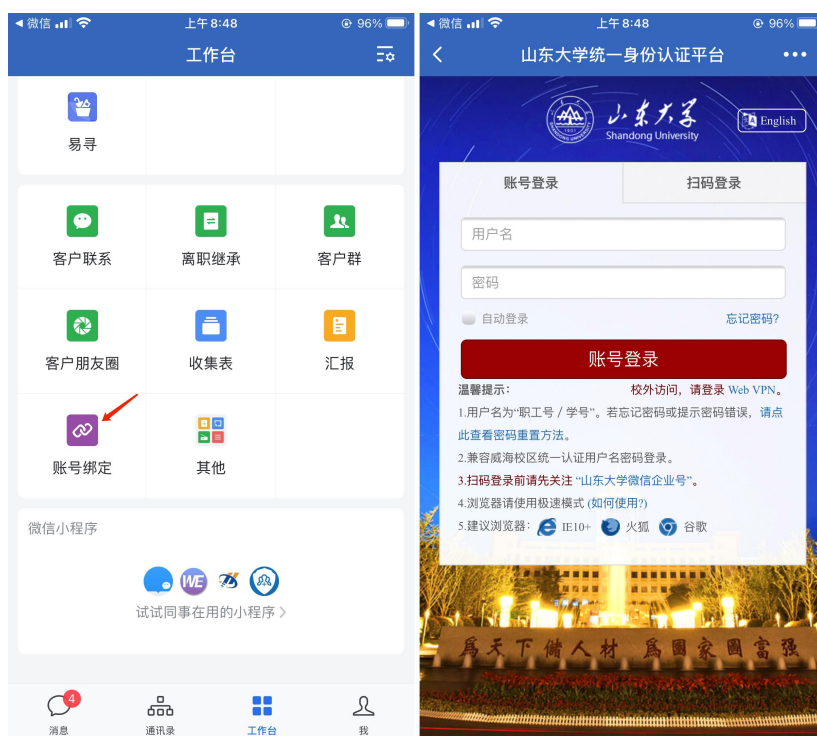 微信
上午 8:48
96%
工作台
易寻
客户联系
离职继承
客户群
客户朋友圈
收集表
汇报
账号绑定
其他
微信小程序
WE
试试同事在用的小程序
4
消息
通讯录
工作台
我
微信
上午 8:48
96%
山东大学统一身份认证平台
山东大学
Shandong University
1901
English
账号登录
扫码登录
用户名
密码
自动登录
忘记密码?
账号登录
温馨提示:
校外访问，请登录 Web VPN。
1.用户名为“职工号 / 学号”。若忘记密码或提示密码错误，请点
此查看密码重置方法。
2.兼容威海校区统一认证用户名密码登录。
3.扫码登录前请先关注 “山东大学微信企业号”。
4.浏览器请使用极速模式 (如何使用?)
5.建议浏览器: IE10+ 火狐 谷歌
為天下儲人材 為國家圖富强